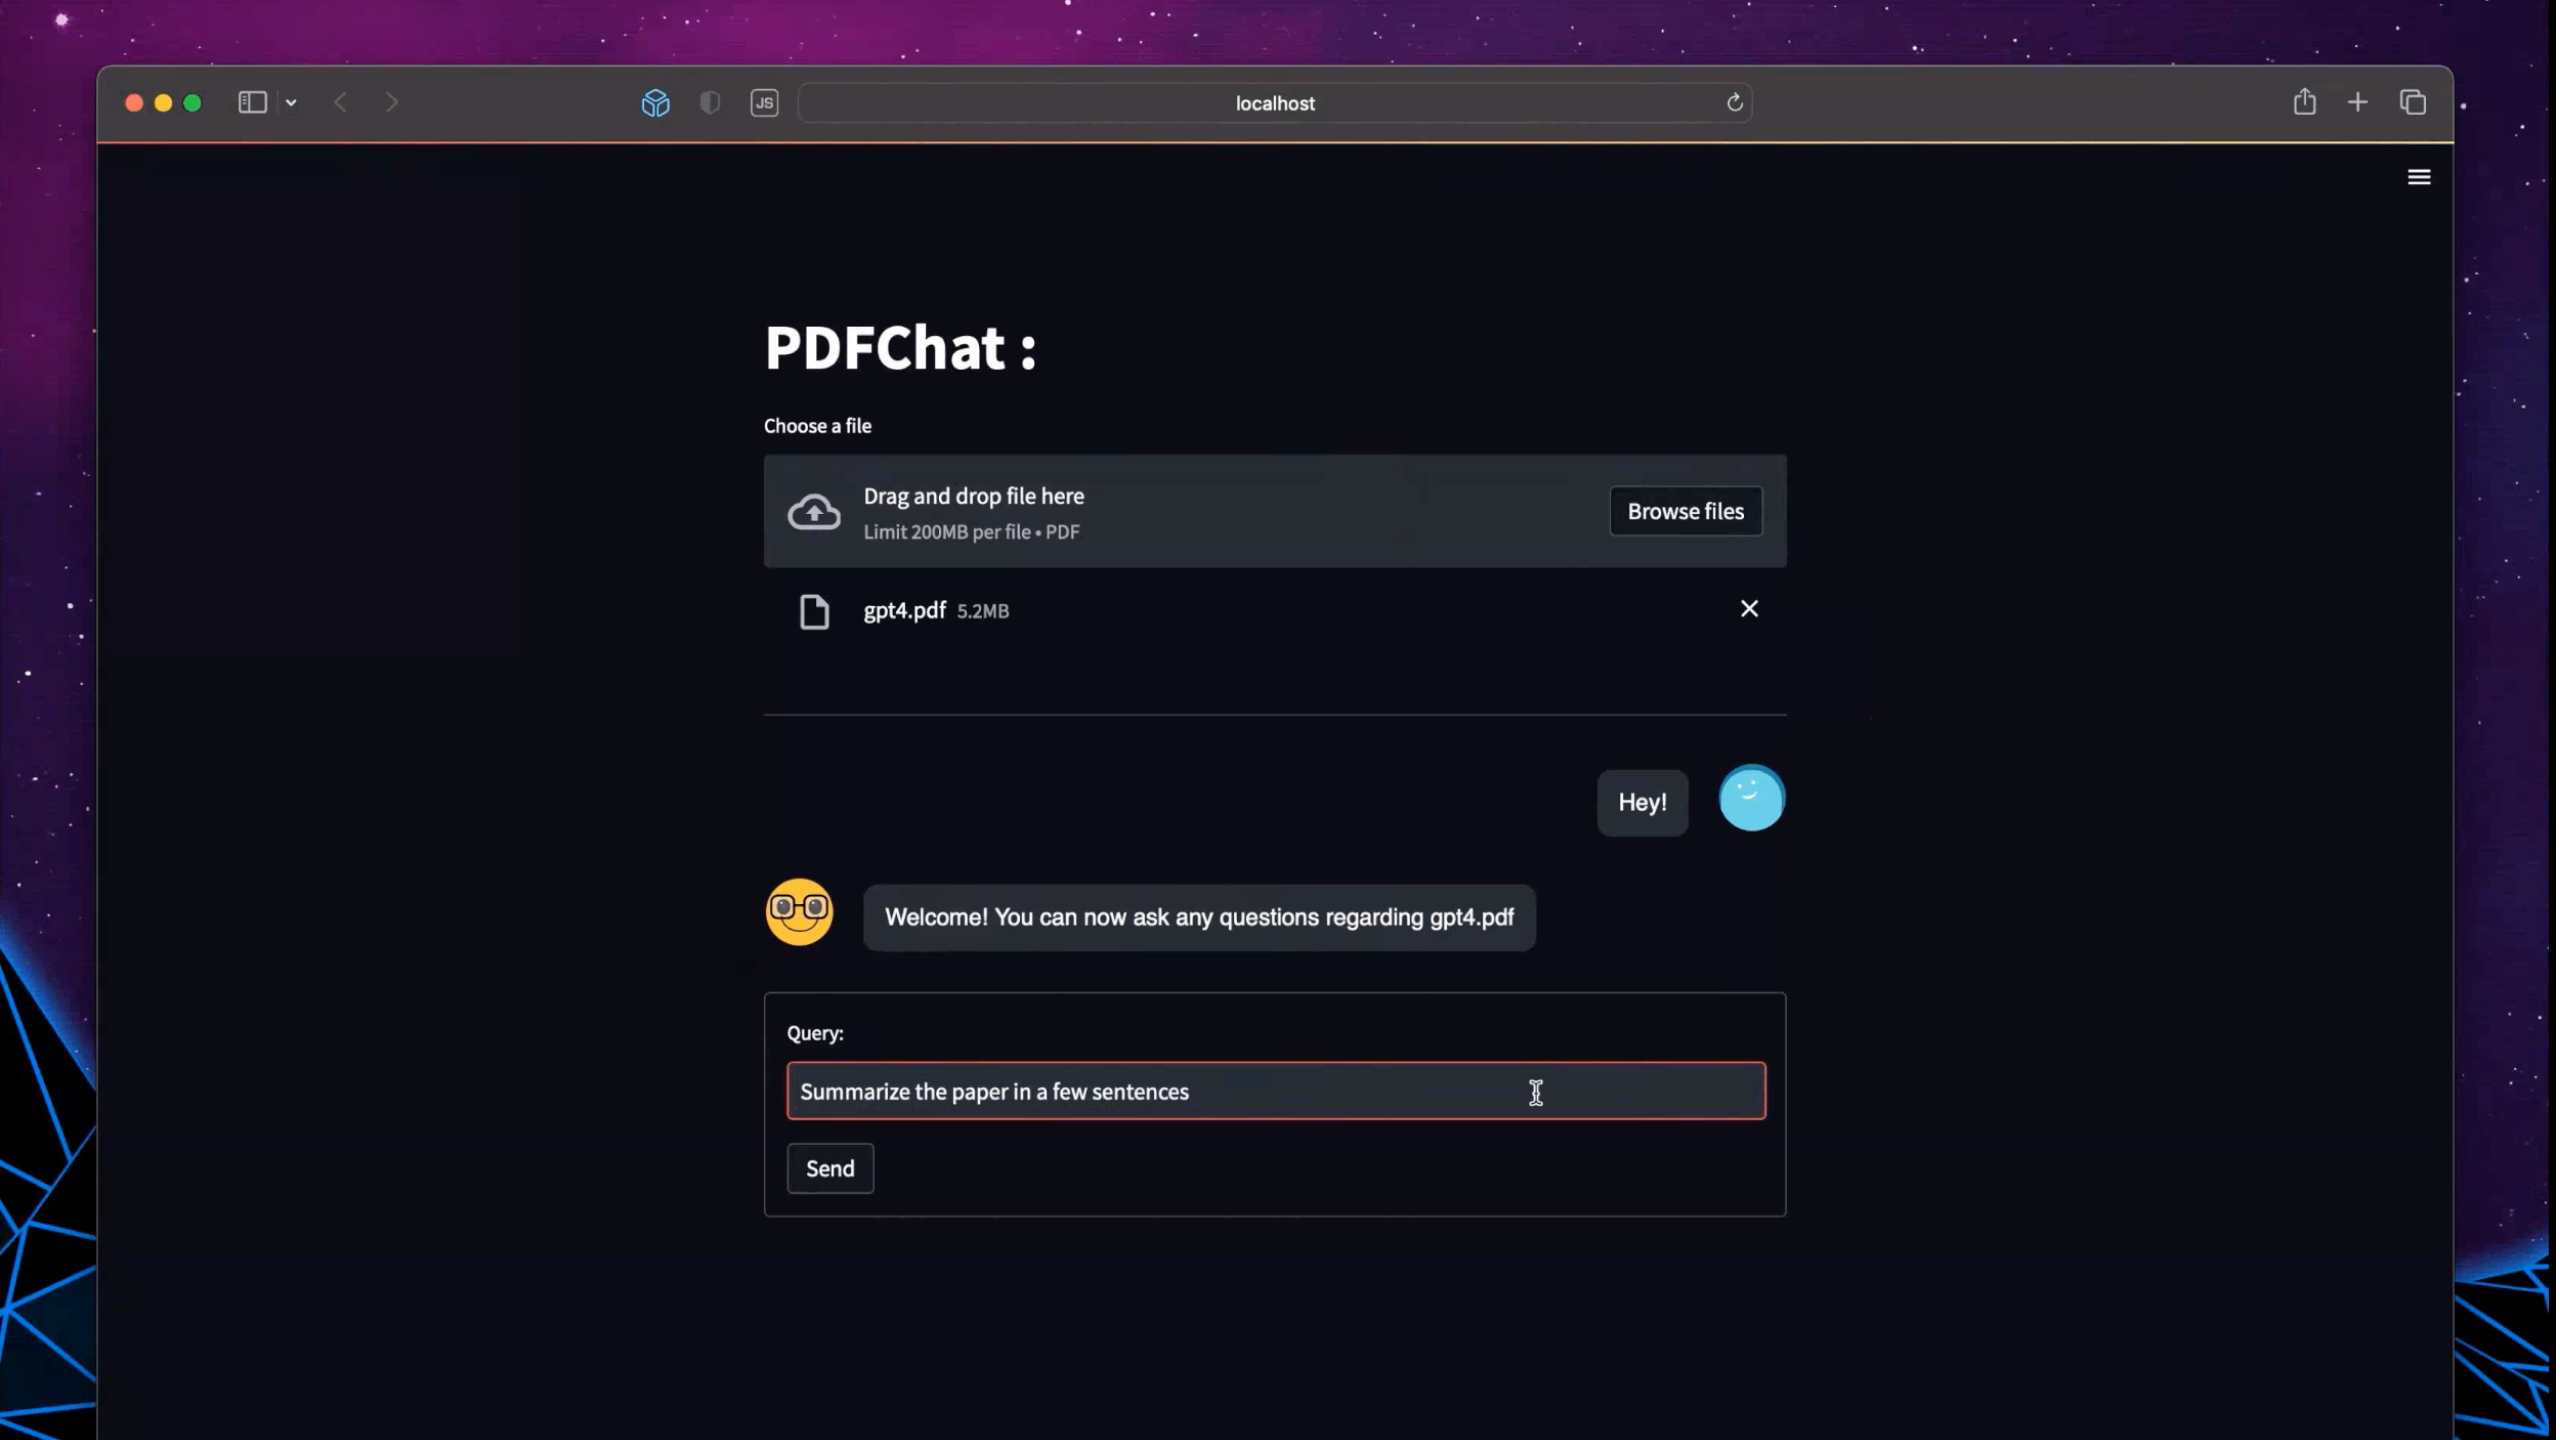 JS
localhost
PDFChat :
Choose a file
Drag and drop file here
Limit 200MB per file • PDF
Browse files
gpt4.pdf 5.2MB
Hey!
Welcome! You can now ask any questions regarding gpt4.pdf
Query:
Summarize the paper in a few sentences
Send